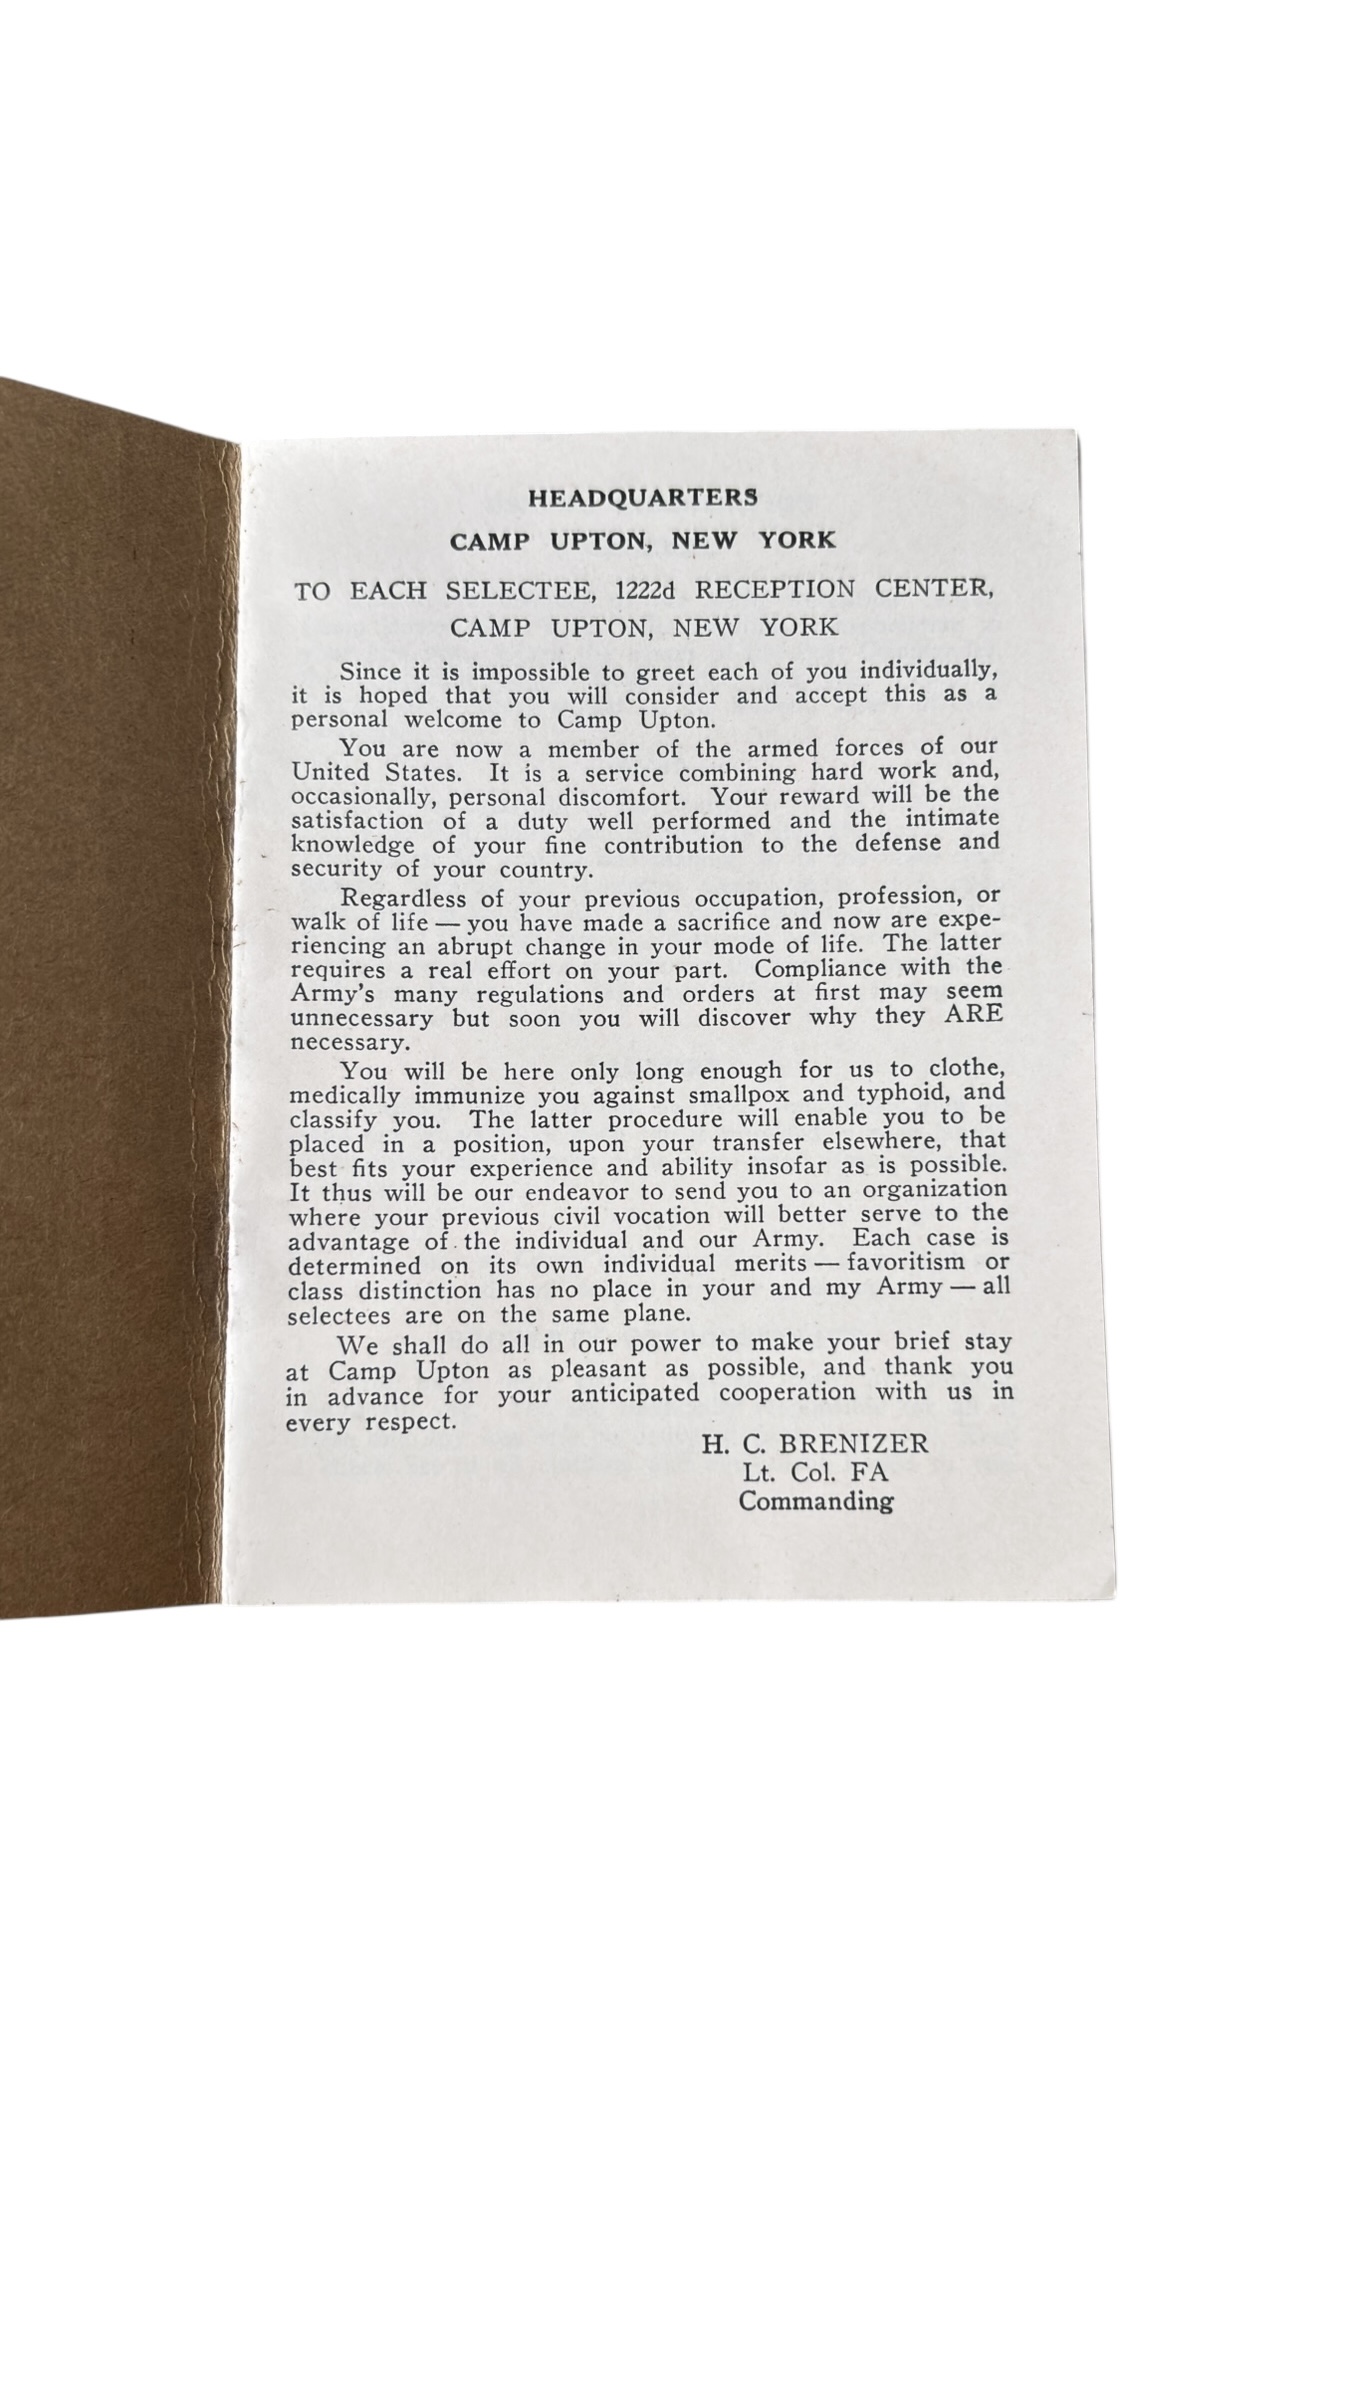 HEADQUARTERS
CAMP UPTON, NEW YORK
TO EACH SELECTEE, 1222d RECEPTION CENTER,
CAMP UPTON, NEW YORK
Since it is impossible to greet each of you individually,
it is hoped that you will consider and accept this as a
personal welcome to Camp Upton.
You are now a member of the armed forces of our
United States. It is a service combining hard work and,
occasionally, personal discomfort. Your reward will be the
satisfaction of a duty well performed and the intimate
knowledge of your fine contribution to the defense and
security of your country.
Regardless of your previous occupation, profession, or
walk of life — you have made a sacrifice and now are expe-
riencing an abrupt change in your mode of life. The latter
requires a real effort on your part. Compliance with the
Army's many regulations and orders at first may seem
unnecessary but soon you will discover why they ARE
necessary.
You will be here only long enough for us to clothe,
medically immunize you against smallpox and typhoid, and
classify you. The latter procedure will enable you to be
placed in a position, upon your transfer elsewhere, that
best fits your experience and ability insofar as is possible.
It thus will be our endeavor to send you to an organization
where your previous civil vocation will better serve to the
advantage of the individual and our Army. Each case is
determined on its own individual merits — favoritism or
class distinction has no place in your and my Army — all
selectees are on the same plane.
We shall do all in our power to make your brief stay
at Camp Upton as pleasant as possible, and thank you
in advance for your anticipated cooperation with us in
every respect.
H. C. BRENIZER
Lt. Col. FA
Commanding